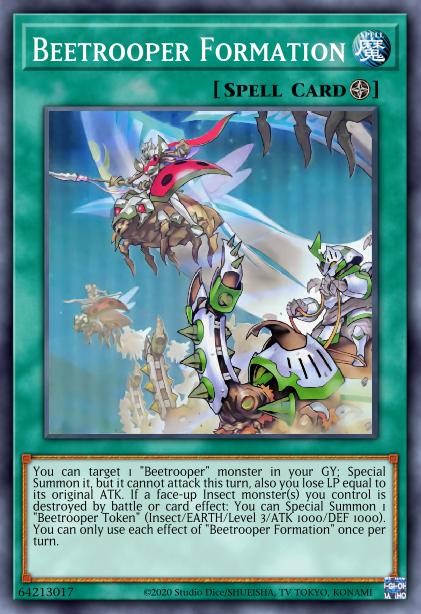 BEETROOPER FORMATION
SPELL
魔
[SPELL CARD]
You can target 1 "Beetrooper" monster in your GY; Special
Summon it, but it cannot attack this turn, also you lose LP equal to
its original ATK. If a face-up Insect monster(s) you control is
destroyed by battle or card effect: You can Special Summon 1
"Beetrooper Token" (Insect/EARTH/Level 3/ATK 1000/DEF 1000).
You can only use each effect of "Beetrooper Formation" once per
turn.
64213017
©2020 Studio Dice/SHUEISHA, TV TOKYO, KONAMI